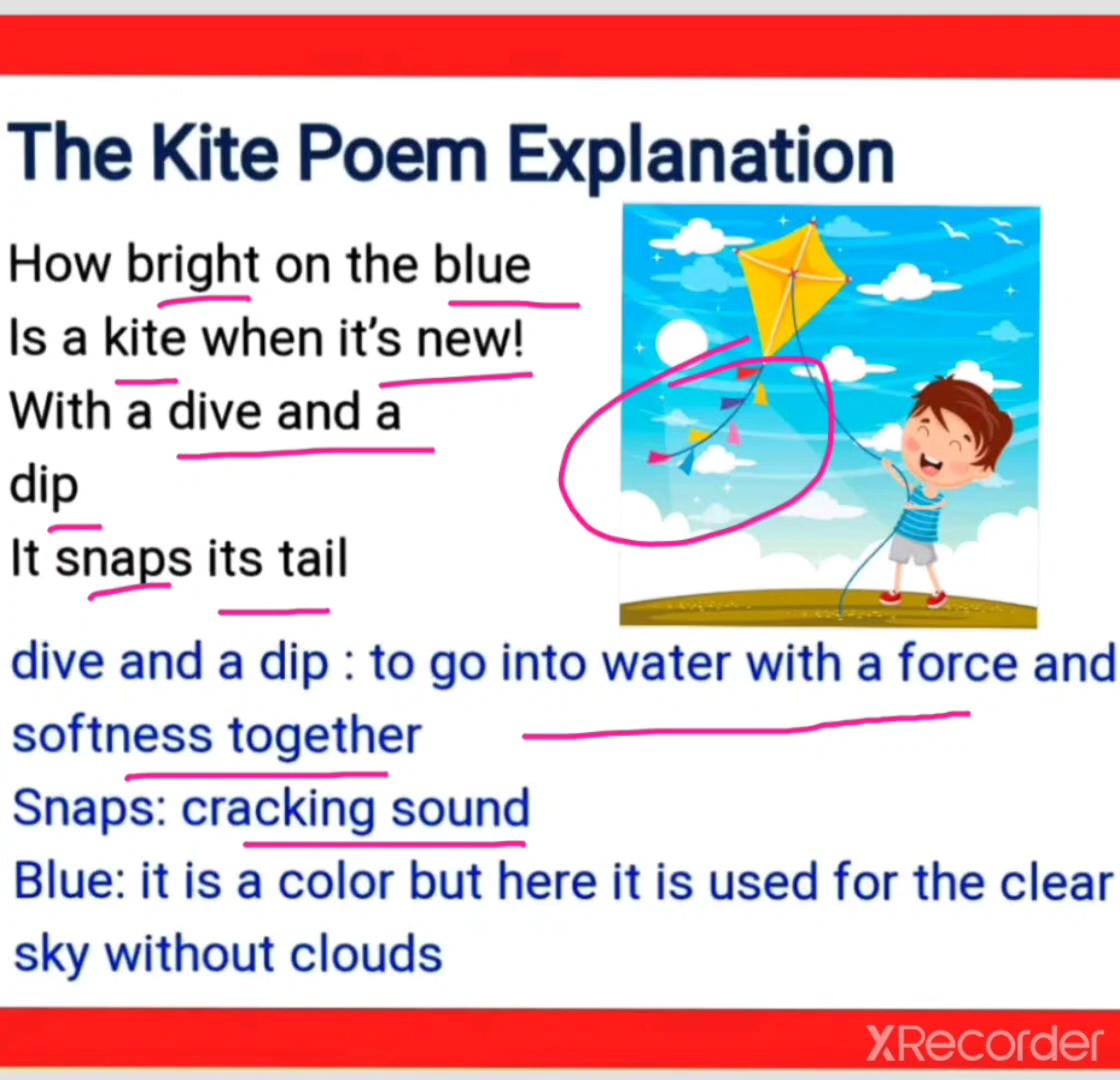 The Kite Poem Explanation
How bright on the blue
Is a kite when it's new!
With a dive and a
dip
It snaps its tail
dive and a dip : to go into water with a force and
softness together
Snaps: cracking sound
Blue: it is a color but here it is used for the clear
sky without clouds
XRecorder